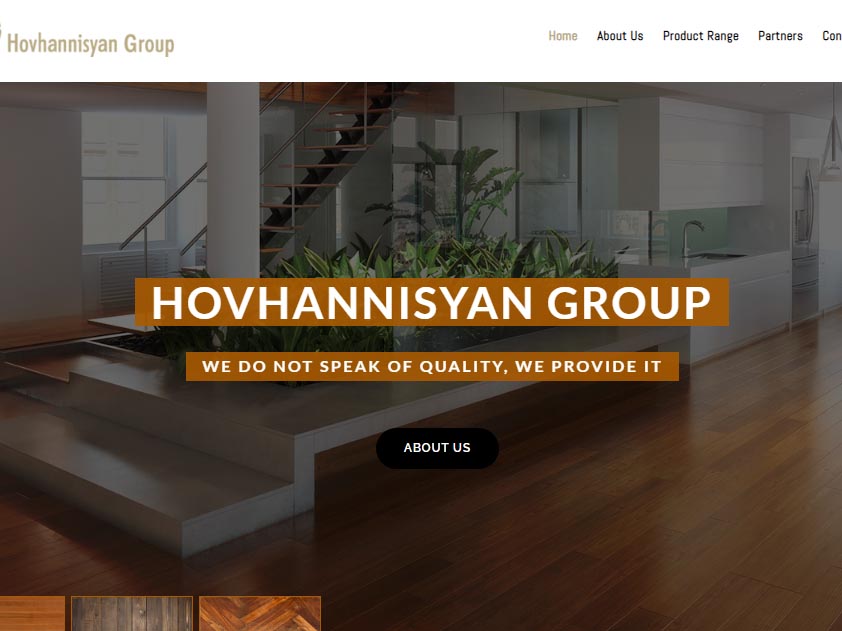 Hovhannisyan Group
Home About Us Product Range Partners Con
HOVHANNISYAN GROUP
WE DO NOT SPEAK OF QUALITY, WE PROVIDE IT
ABOUT US